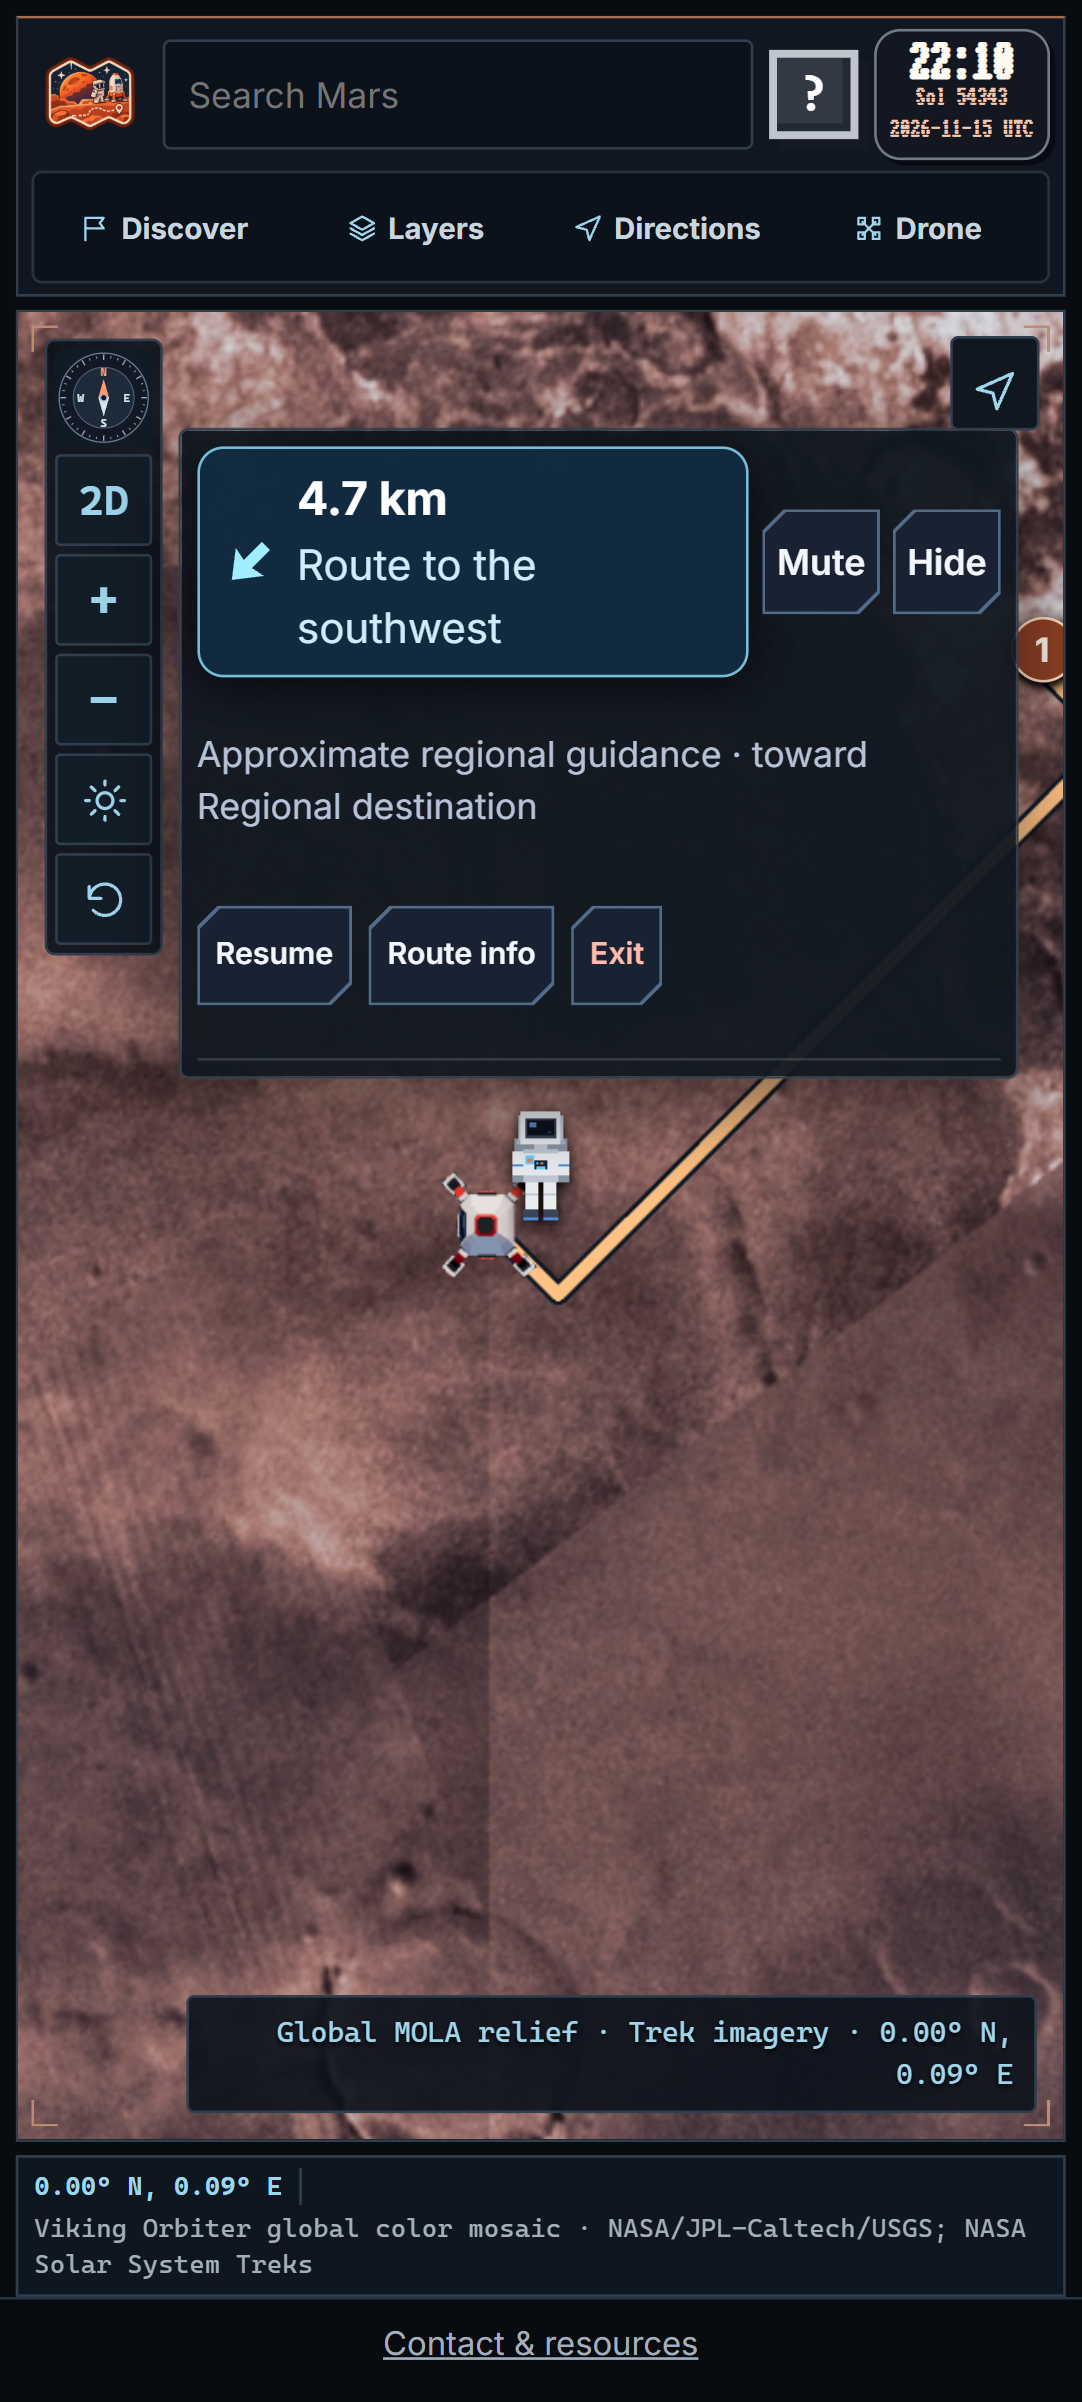 Search Mars
?
22:10
Sol 54343
2026-11-15 UTC
Discover
Layers
Directions
Drone
N
W E
S
2D
+
−
4.7 km
Route to the
southwest
Mute
Hide
1
Approximate regional guidance · toward
Regional destination
Resume
Route info
Exit
Global MOLA relief · Trek imagery · 0.00° N,
0.09° E
0.00° N, 0.09° E
Viking Orbiter global color mosaic · NASA/JPL-Caltech/USGS; NASA
Solar System Treks
Contact & resources